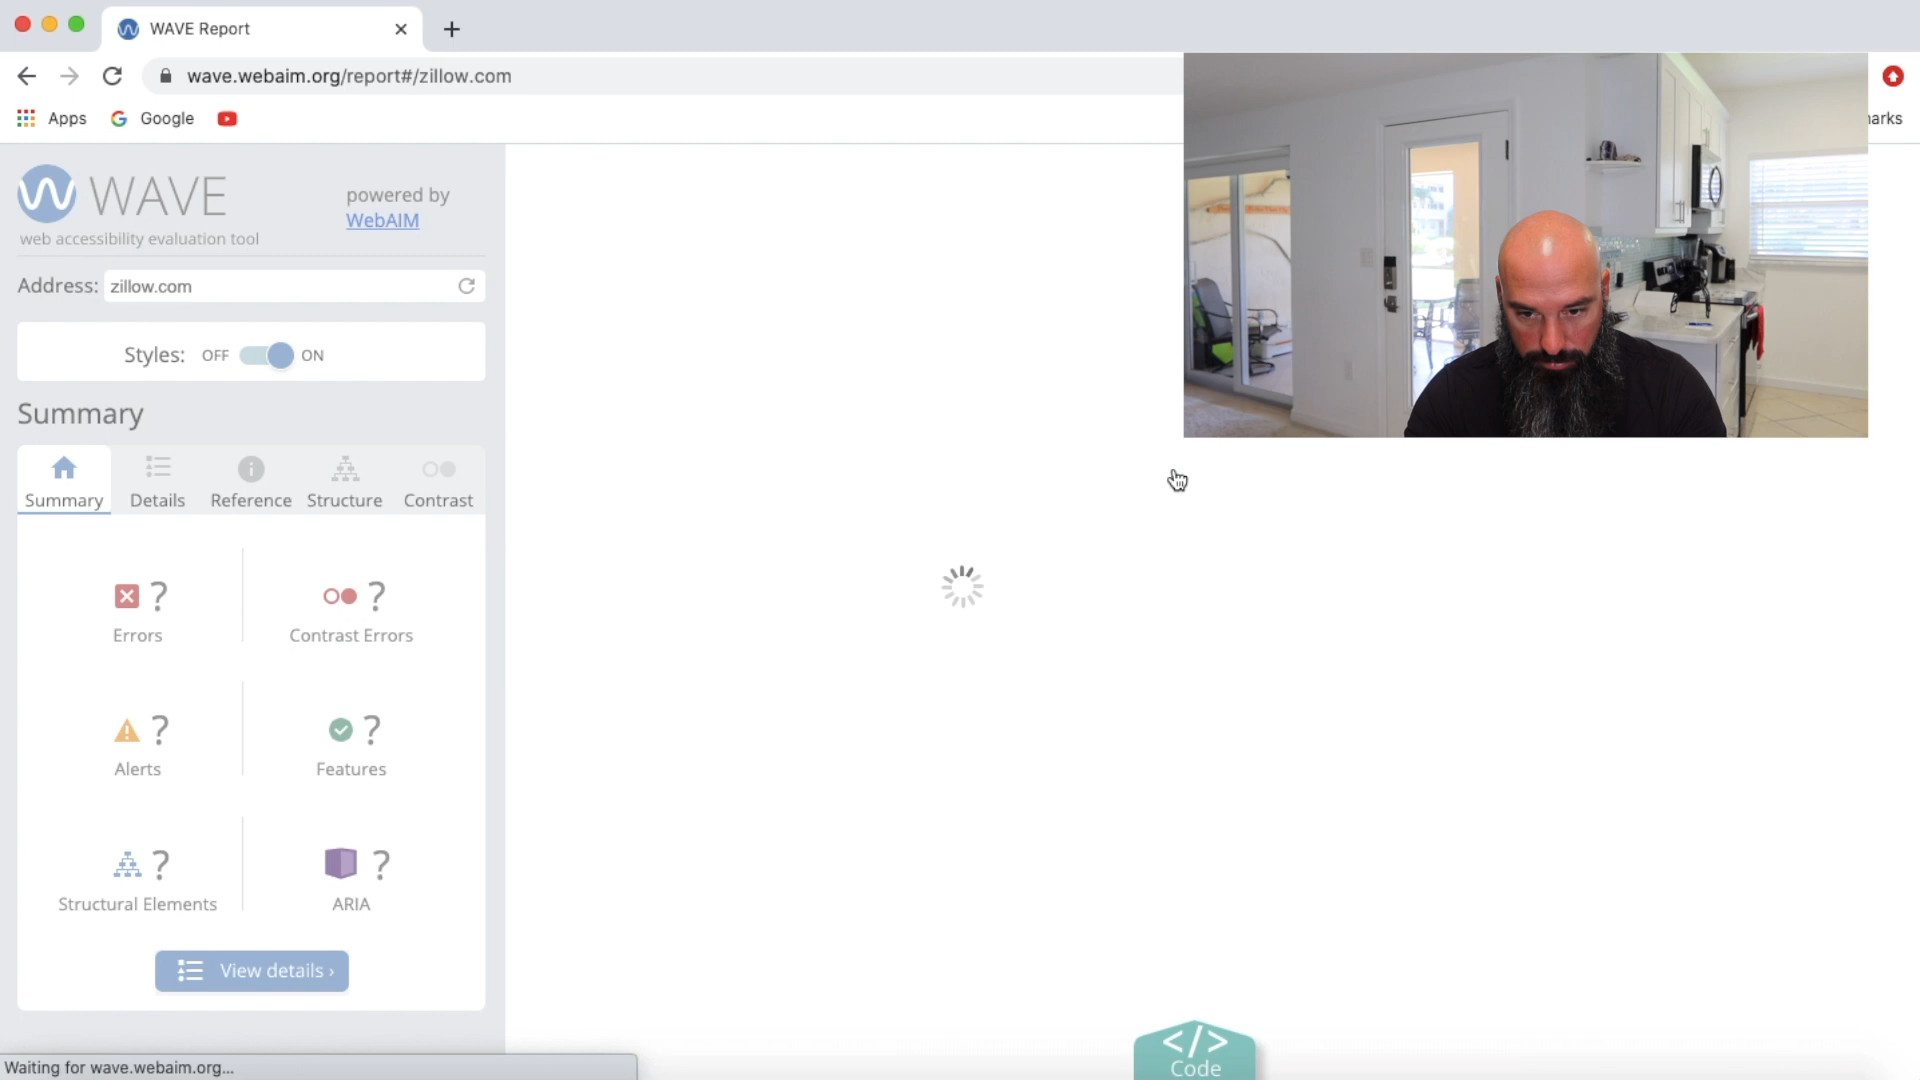 WAVE Report
wave.webaim.org/report#/zillow.com
Apps
Google
arks
WAVE
powered by
WebAIM
web accessibility evaluation tool
Address:
zillow.com
Styles:
OFF
ON
Summary
Summary
Details
Reference
Structure
Contrast
?
Errors
?
Contrast Errors
?
Alerts
?
Features
?
Structural Elements
?
ARIA
View details ›
</>
Code
Waiting for wave.webaim.org...